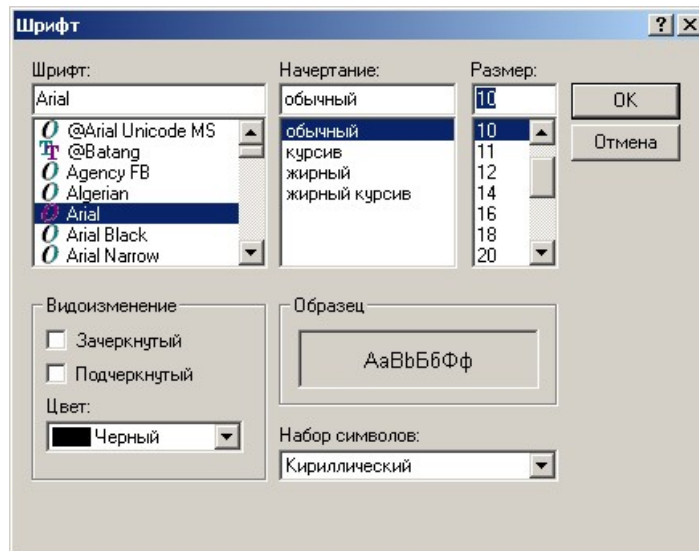 Шрифт
Шрифт:
Arial
@Arial Unicode MS
@Batang
Agency FB
Algerian
Arial
Arial Black
Arial Narrow
Начертание:
обычный
обычный
курсив
жирный
жирный курсив
Размер:
10
10
11
12
14
16
18
20
OK
Отмена
Видоизменение
Зачеркнутый
Подчеркнутый
Цвет:
Черный
Образец
АаВbБбФф
Набор символов:
Кириллический